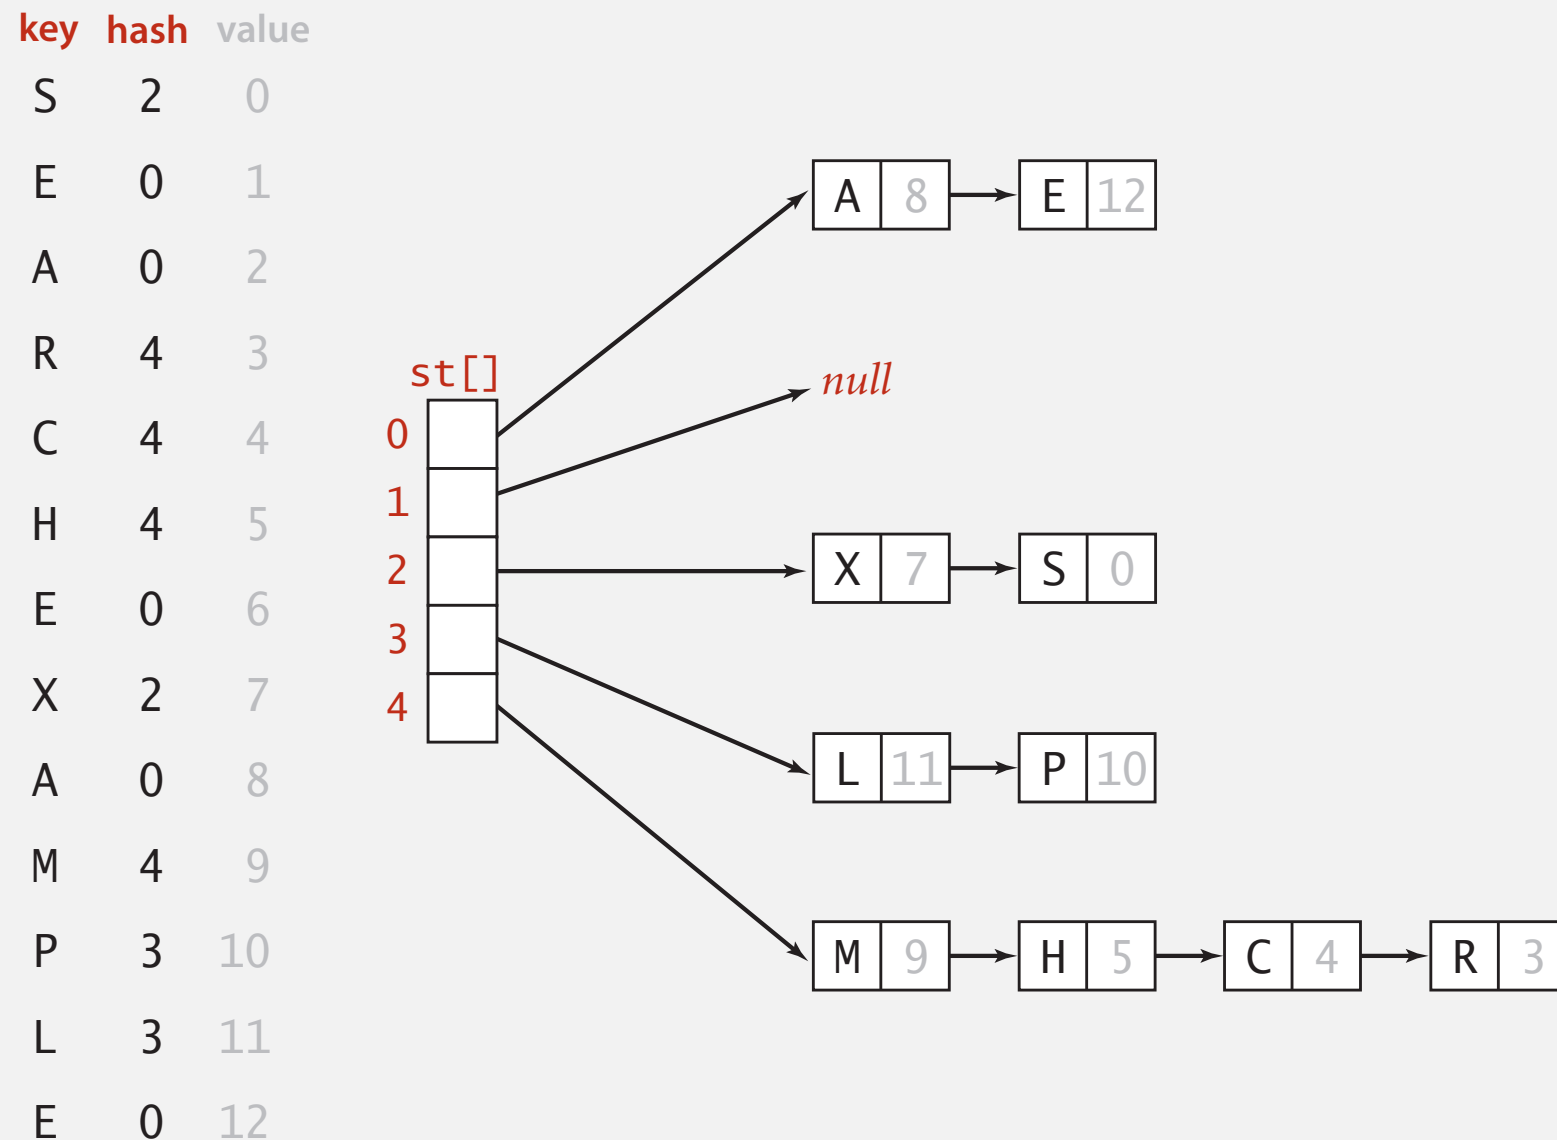 key hash value
S 2 0
E 0 1
A 0 2
R 4 3
C 4 4
H 4 5
E 0 6
X 2 7
A 0 8
M 4 9
P 3 10
L 3 11
E 0 12
st[]
0
1
2
3
4
A 8 E 12
null
X 7 S 0
L 11 P 10
M 9 H 5 C 4 R 3